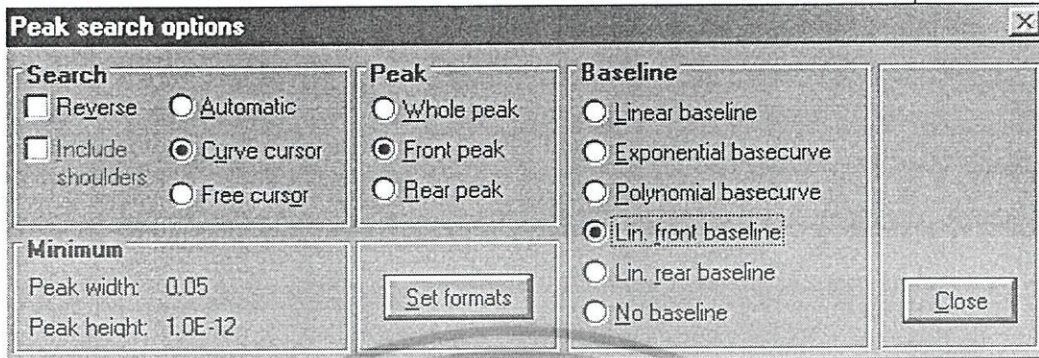 Peak search options
Search
Reverse
Automatic
Include shoulders
Curve cursor
Free cursor
Peak
Whole peak
Front peak
Rear peak
Baseline
Linear baseline
Exponential basecurve
Polynomial basecurve
Lin. front baseline
Lin. rear baseline
No baseline
Minimum
Peak width: 0.05
Peak height: 1.0E-12
Set formats
Close